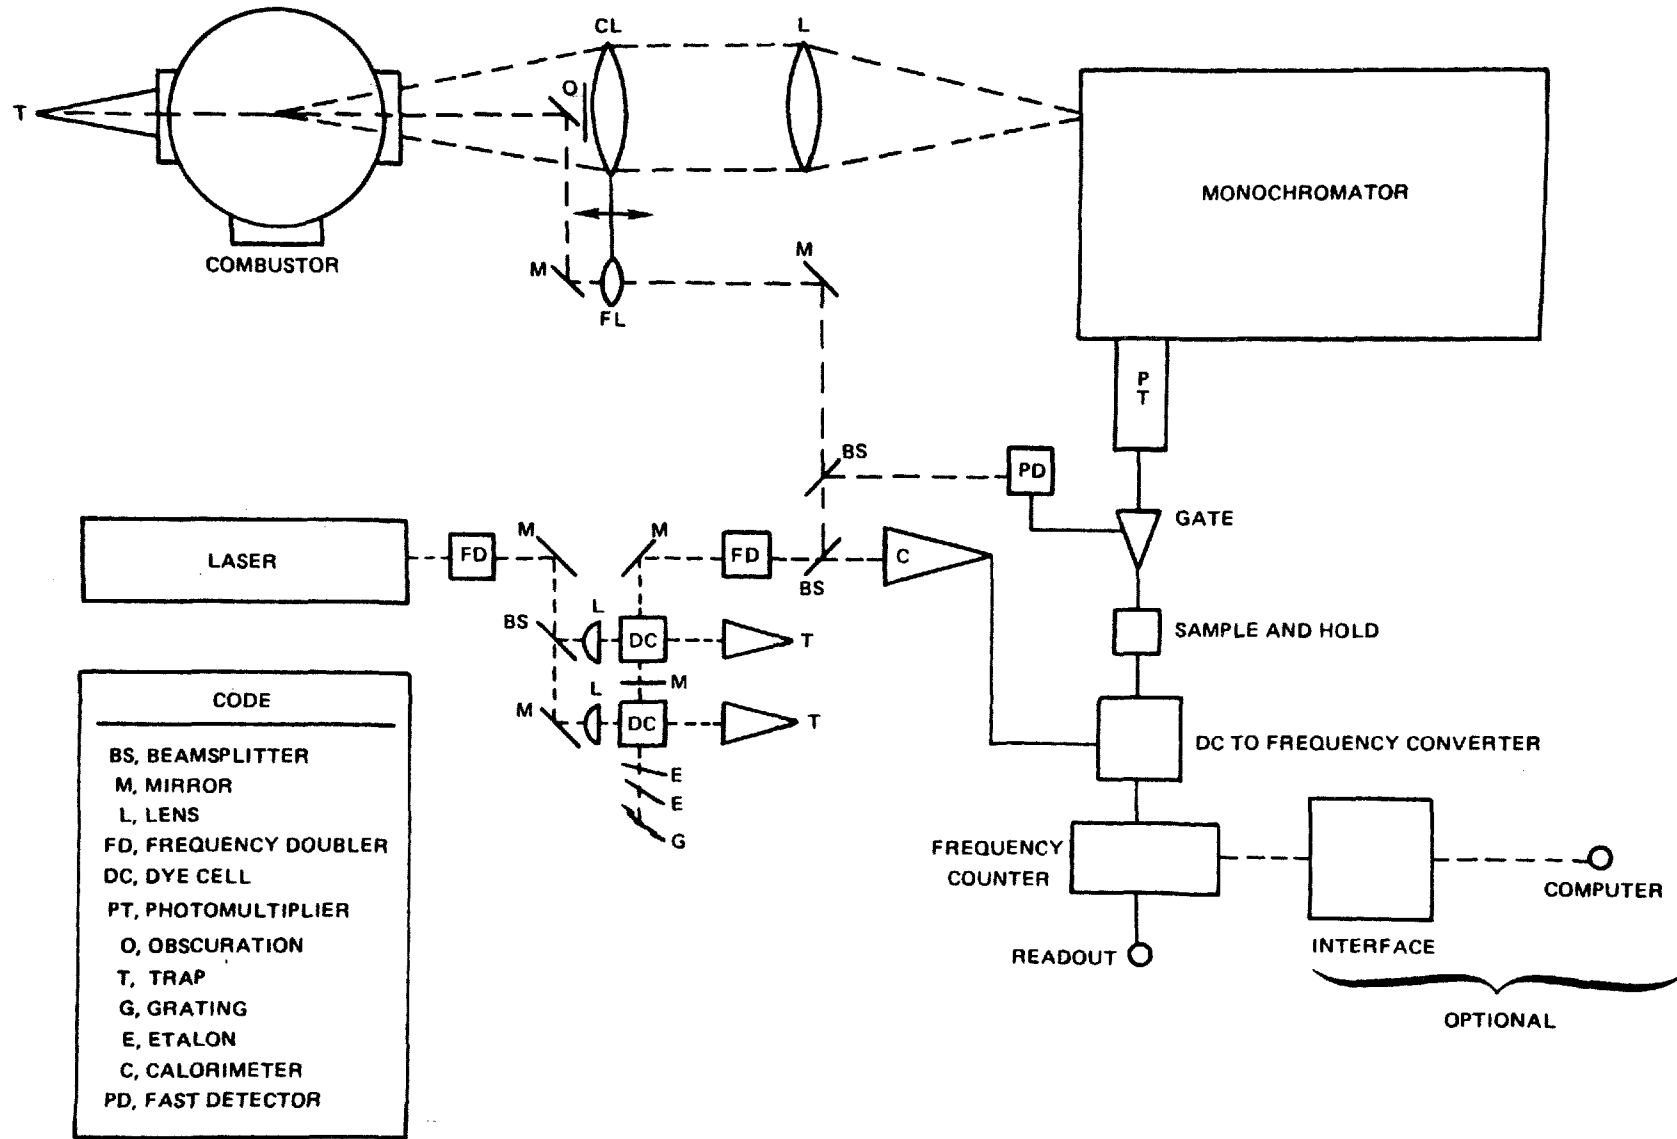 CL
L
O
T
MONOCHROMATOR
COMBUSTOR
M
M
FL
P
T
BS
PD
GATE
LASER
FD
M
M
FD
BS
C
BS
L
DC
T
SAMPLE AND HOLD
M
L
M
DC
T
DC TO FREQUENCY CONVERTER
E
E
G
CODE
BS, BEAMSPLITTER
M, MIRROR
L, LENS
FD, FREQUENCY DOUBLER
DC, DYE CELL
PT, PHOTOMULTIPLIER
O, OBSCURATION
T, TRAP
G, GRATING
E, ETALON
C, CALORIMETER
PD, FAST DETECTOR
FREQUENCY
COUNTER
COMPUTER
READOUT
INTERFACE
OPTIONAL